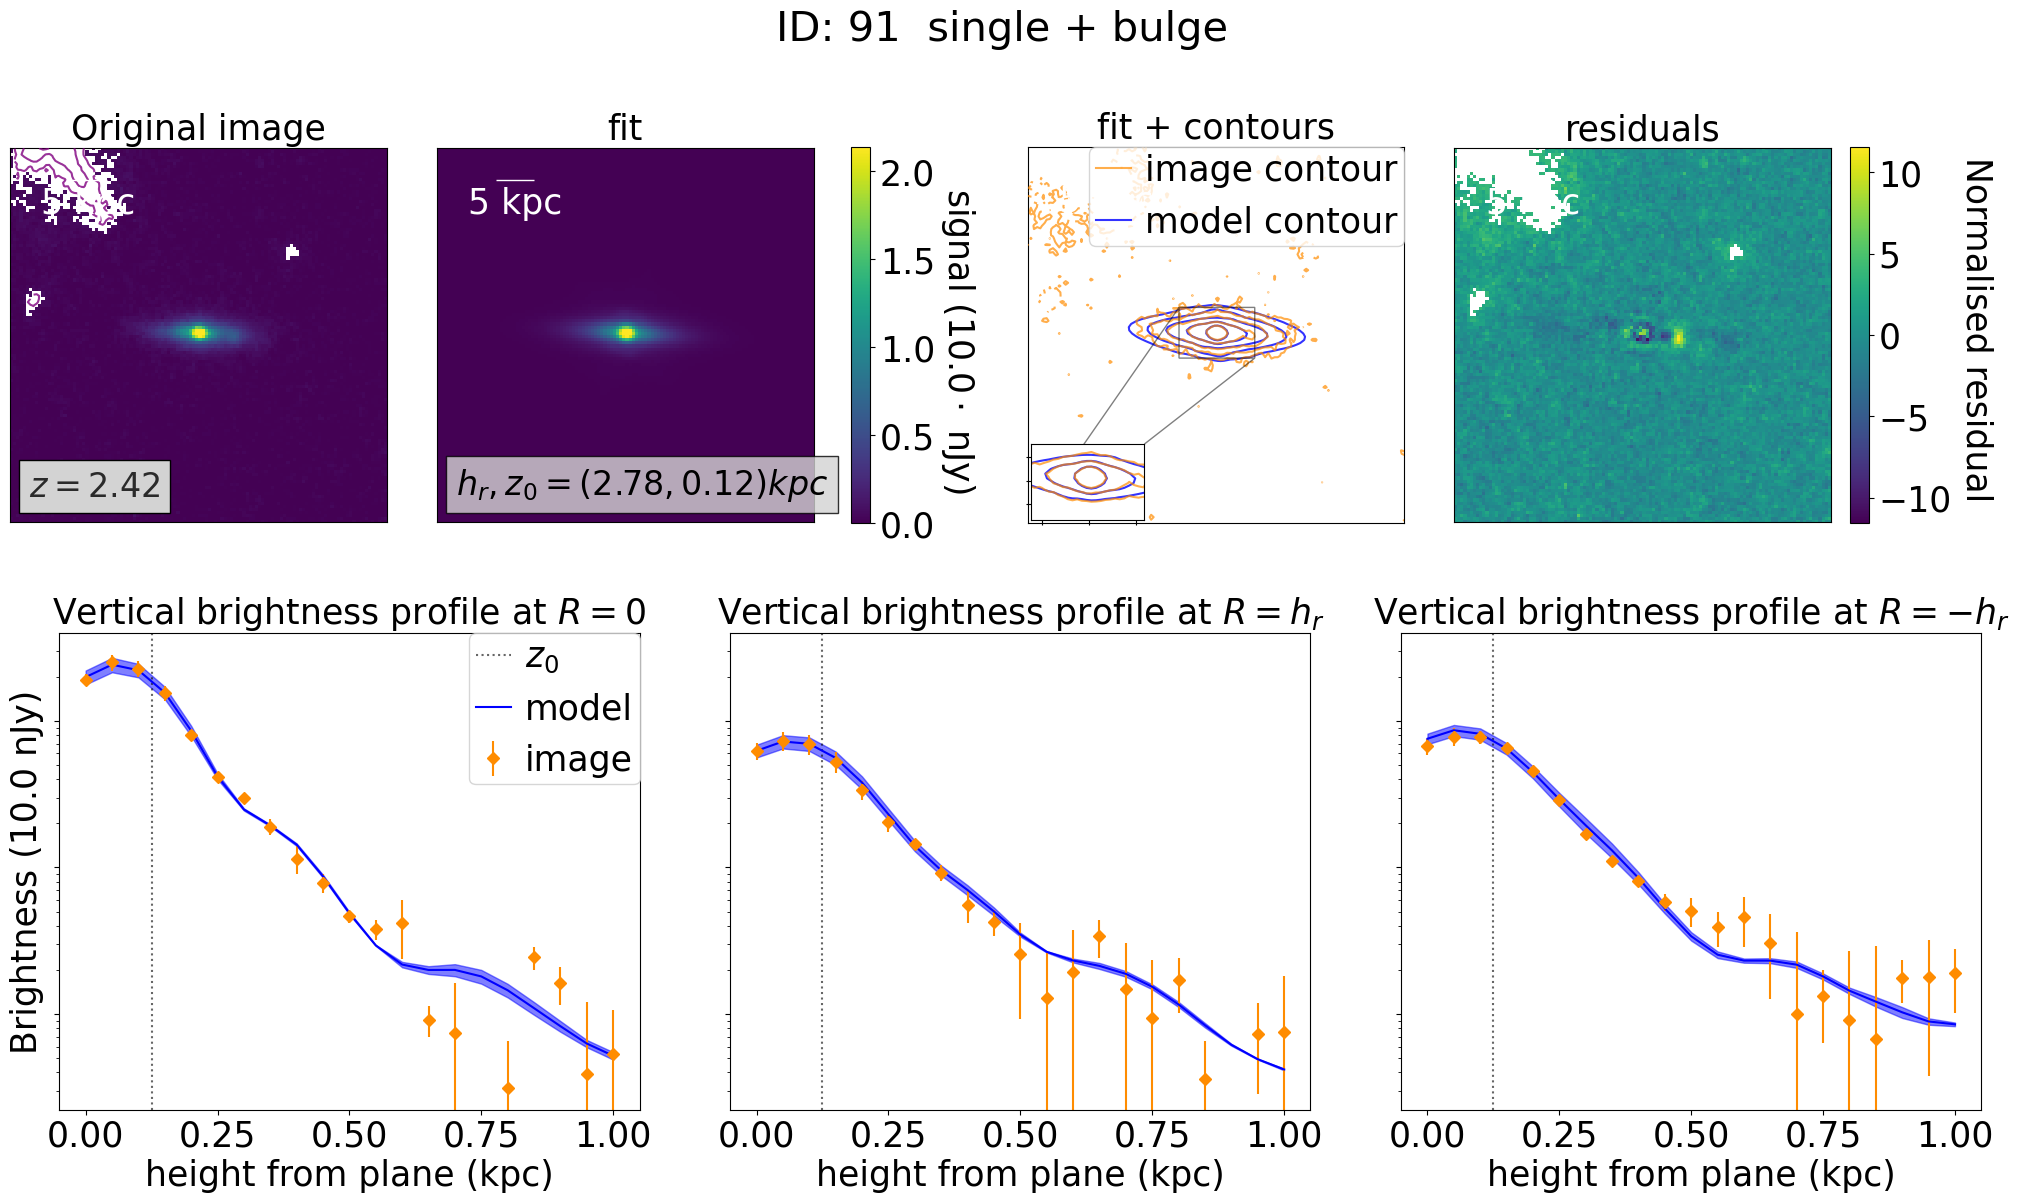 ID: 91  single + bulge
Original image
fit
fit + contours
residuals
c
z = 2.42
5 kpc
h_r, z_0 = (2.78, 0.12)kpc
2.0
1.5
1.0
0.5
0.0
signal (10.0 · nJy)
image contour
model contour
c
10
5
0
−5
−10
Normalised residual
Vertical brightness profile at R = 0
Vertical brightness profile at R = h_r
Vertical brightness profile at R = −h_r
z_0
model
image
Brightness (10.0 nJy)
0.00 0.25 0.50 0.75 1.00
0.00 0.25 0.50 0.75 1.00
0.00 0.25 0.50 0.75 1.00
height from plane (kpc)
height from plane (kpc)
height from plane (kpc)